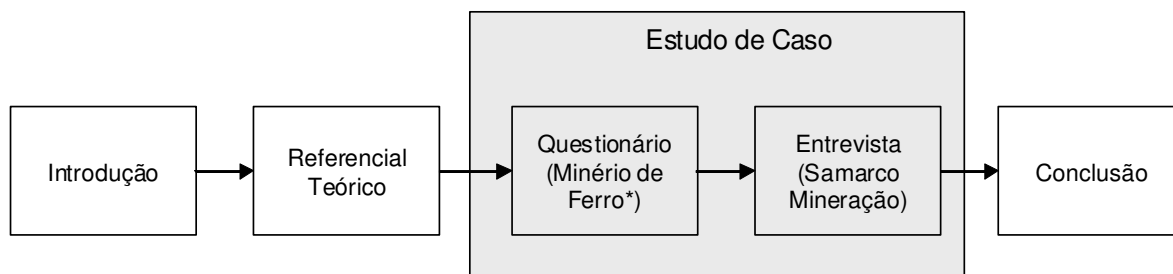 Estudo de Caso
Introdução
Referencial
Teórico
Questionário
(Minério de
Ferro*)
Entrevista
(Samarco
Mineração)
Conclusão